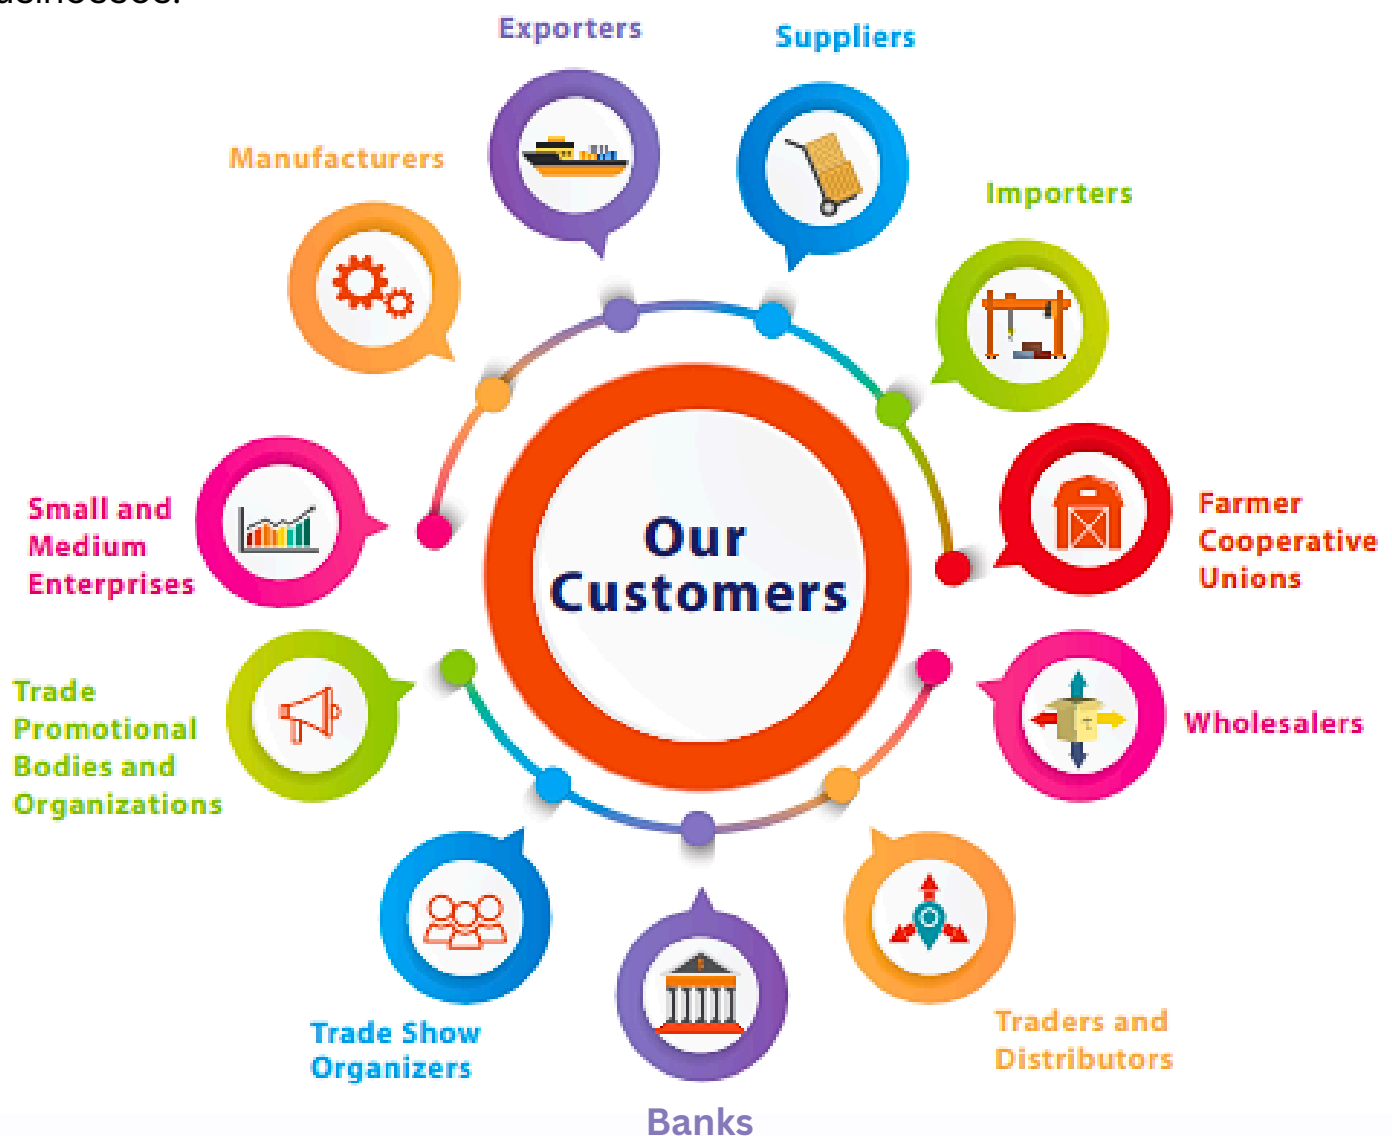 Exporters
Suppliers
Manufacturers
Importers
Our
Customers
Small and
Medium
Enterprises
Farmer
Cooperative
Unions
Trade
Promotional
Bodies and
Organizations
Wholesalers
Trade Show
Organizers
Traders and
Distributors
Banks